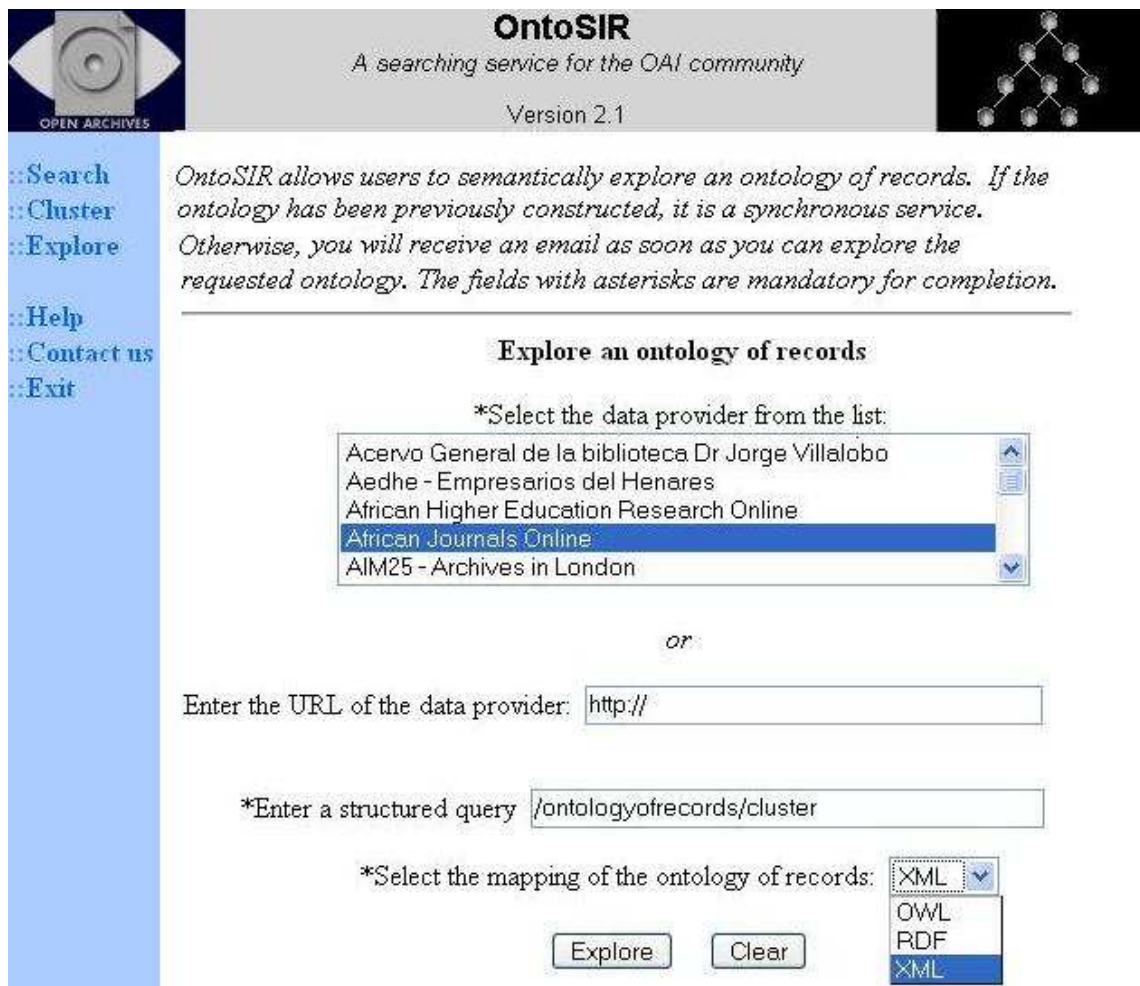 OntoSIR
A searching service for the OAI community
Version 2.1
OPEN ARCHIVES
::Search
::Cluster
::Explore
::Help
::Contact us
::Exit
OntoSIR allows users to semantically explore an ontology of records. If the
ontology has been previously constructed, it is a synchronous service.
Otherwise, you will receive an email as soon as you can explore the
requested ontology. The fields with asterisks are mandatory for completion.
Explore an ontology of records
*Select the data provider from the list:
Acervo General de la biblioteca Dr Jorge Villalobo
Aedhe - Empresarios del Henares
African Higher Education Research Online
African Journals Online
AIM25 - Archives in London
or
Enter the URL of the data provider: http://
*Enter a structured query /ontologyofrecords/cluster
*Select the mapping of the ontology of records: XML
OWL
RDF
XML
Explore Clear